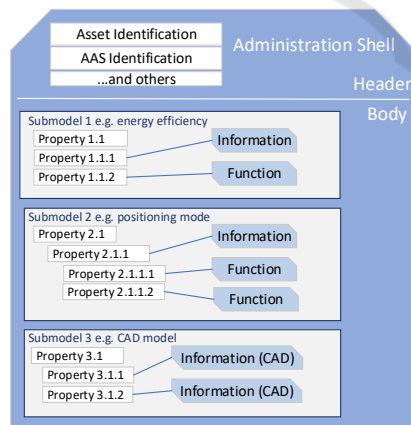 Asset Identification
AAS Identification
...and others
Administration Shell
Header
Body
Submodel 1 e.g. energy efficiency
Property 1.1
Property 1.1.1
Property 1.1.2
Information
Function
Submodel 2 e.g. positioning mode
Property 2.1
Property 2.1.1
Property 2.1.1.1
Property 2.1.1.2
Information
Function
Function
Submodel 3 e.g. CAD model
Property 3.1
Property 3.1.1
Property 3.1.2
Information (CAD)
Information (CAD)